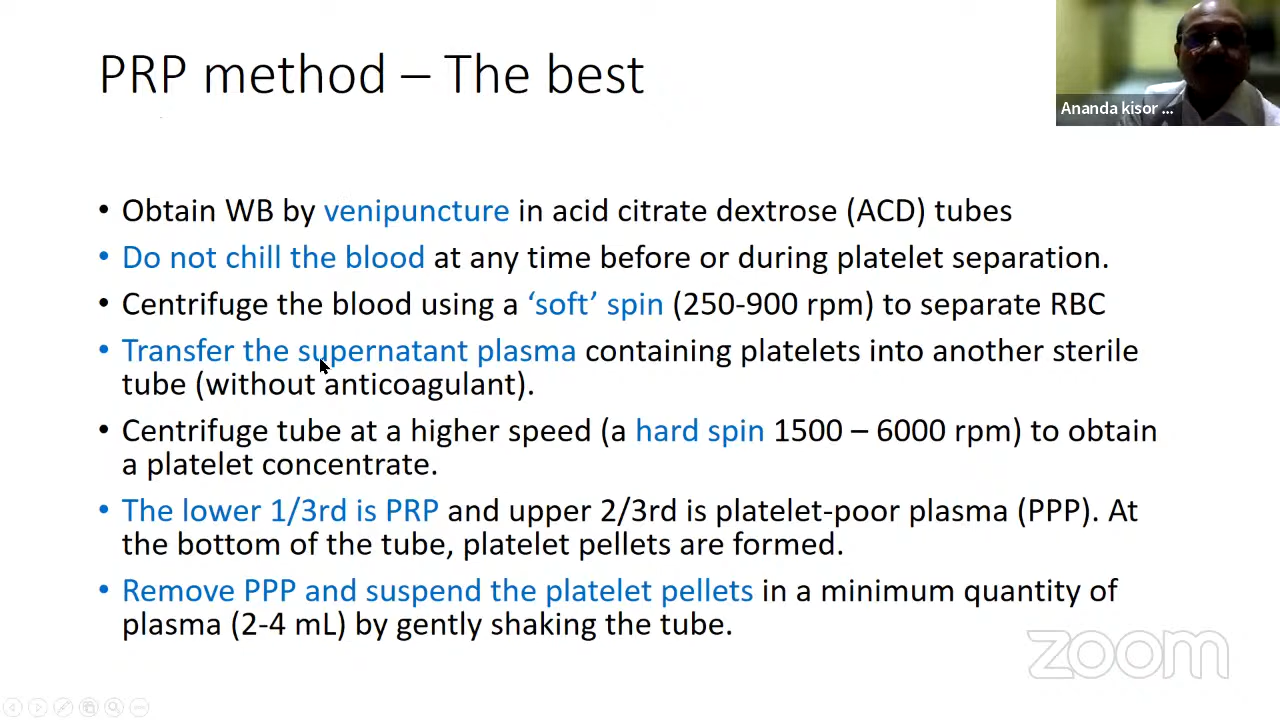 PRP method – The best
Ananda kisor ...
• Obtain WB by venipuncture in acid citrate dextrose (ACD) tubes
• Do not chill the blood at any time before or during platelet separation.
• Centrifuge the blood using a ‘soft’ spin (250-900 rpm) to separate RBC
• Transfer the supernatant plasma containing platelets into another sterile
tube (without anticoagulant).
• Centrifuge tube at a higher speed (a hard spin 1500 – 6000 rpm) to obtain
a platelet concentrate.
• The lower 1/3rd is PRP and upper 2/3rd is platelet-poor plasma (PPP). At
the bottom of the tube, platelet pellets are formed.
• Remove PPP and suspend the platelet pellets in a minimum quantity of
plasma (2-4 mL) by gently shaking the tube.
zoom